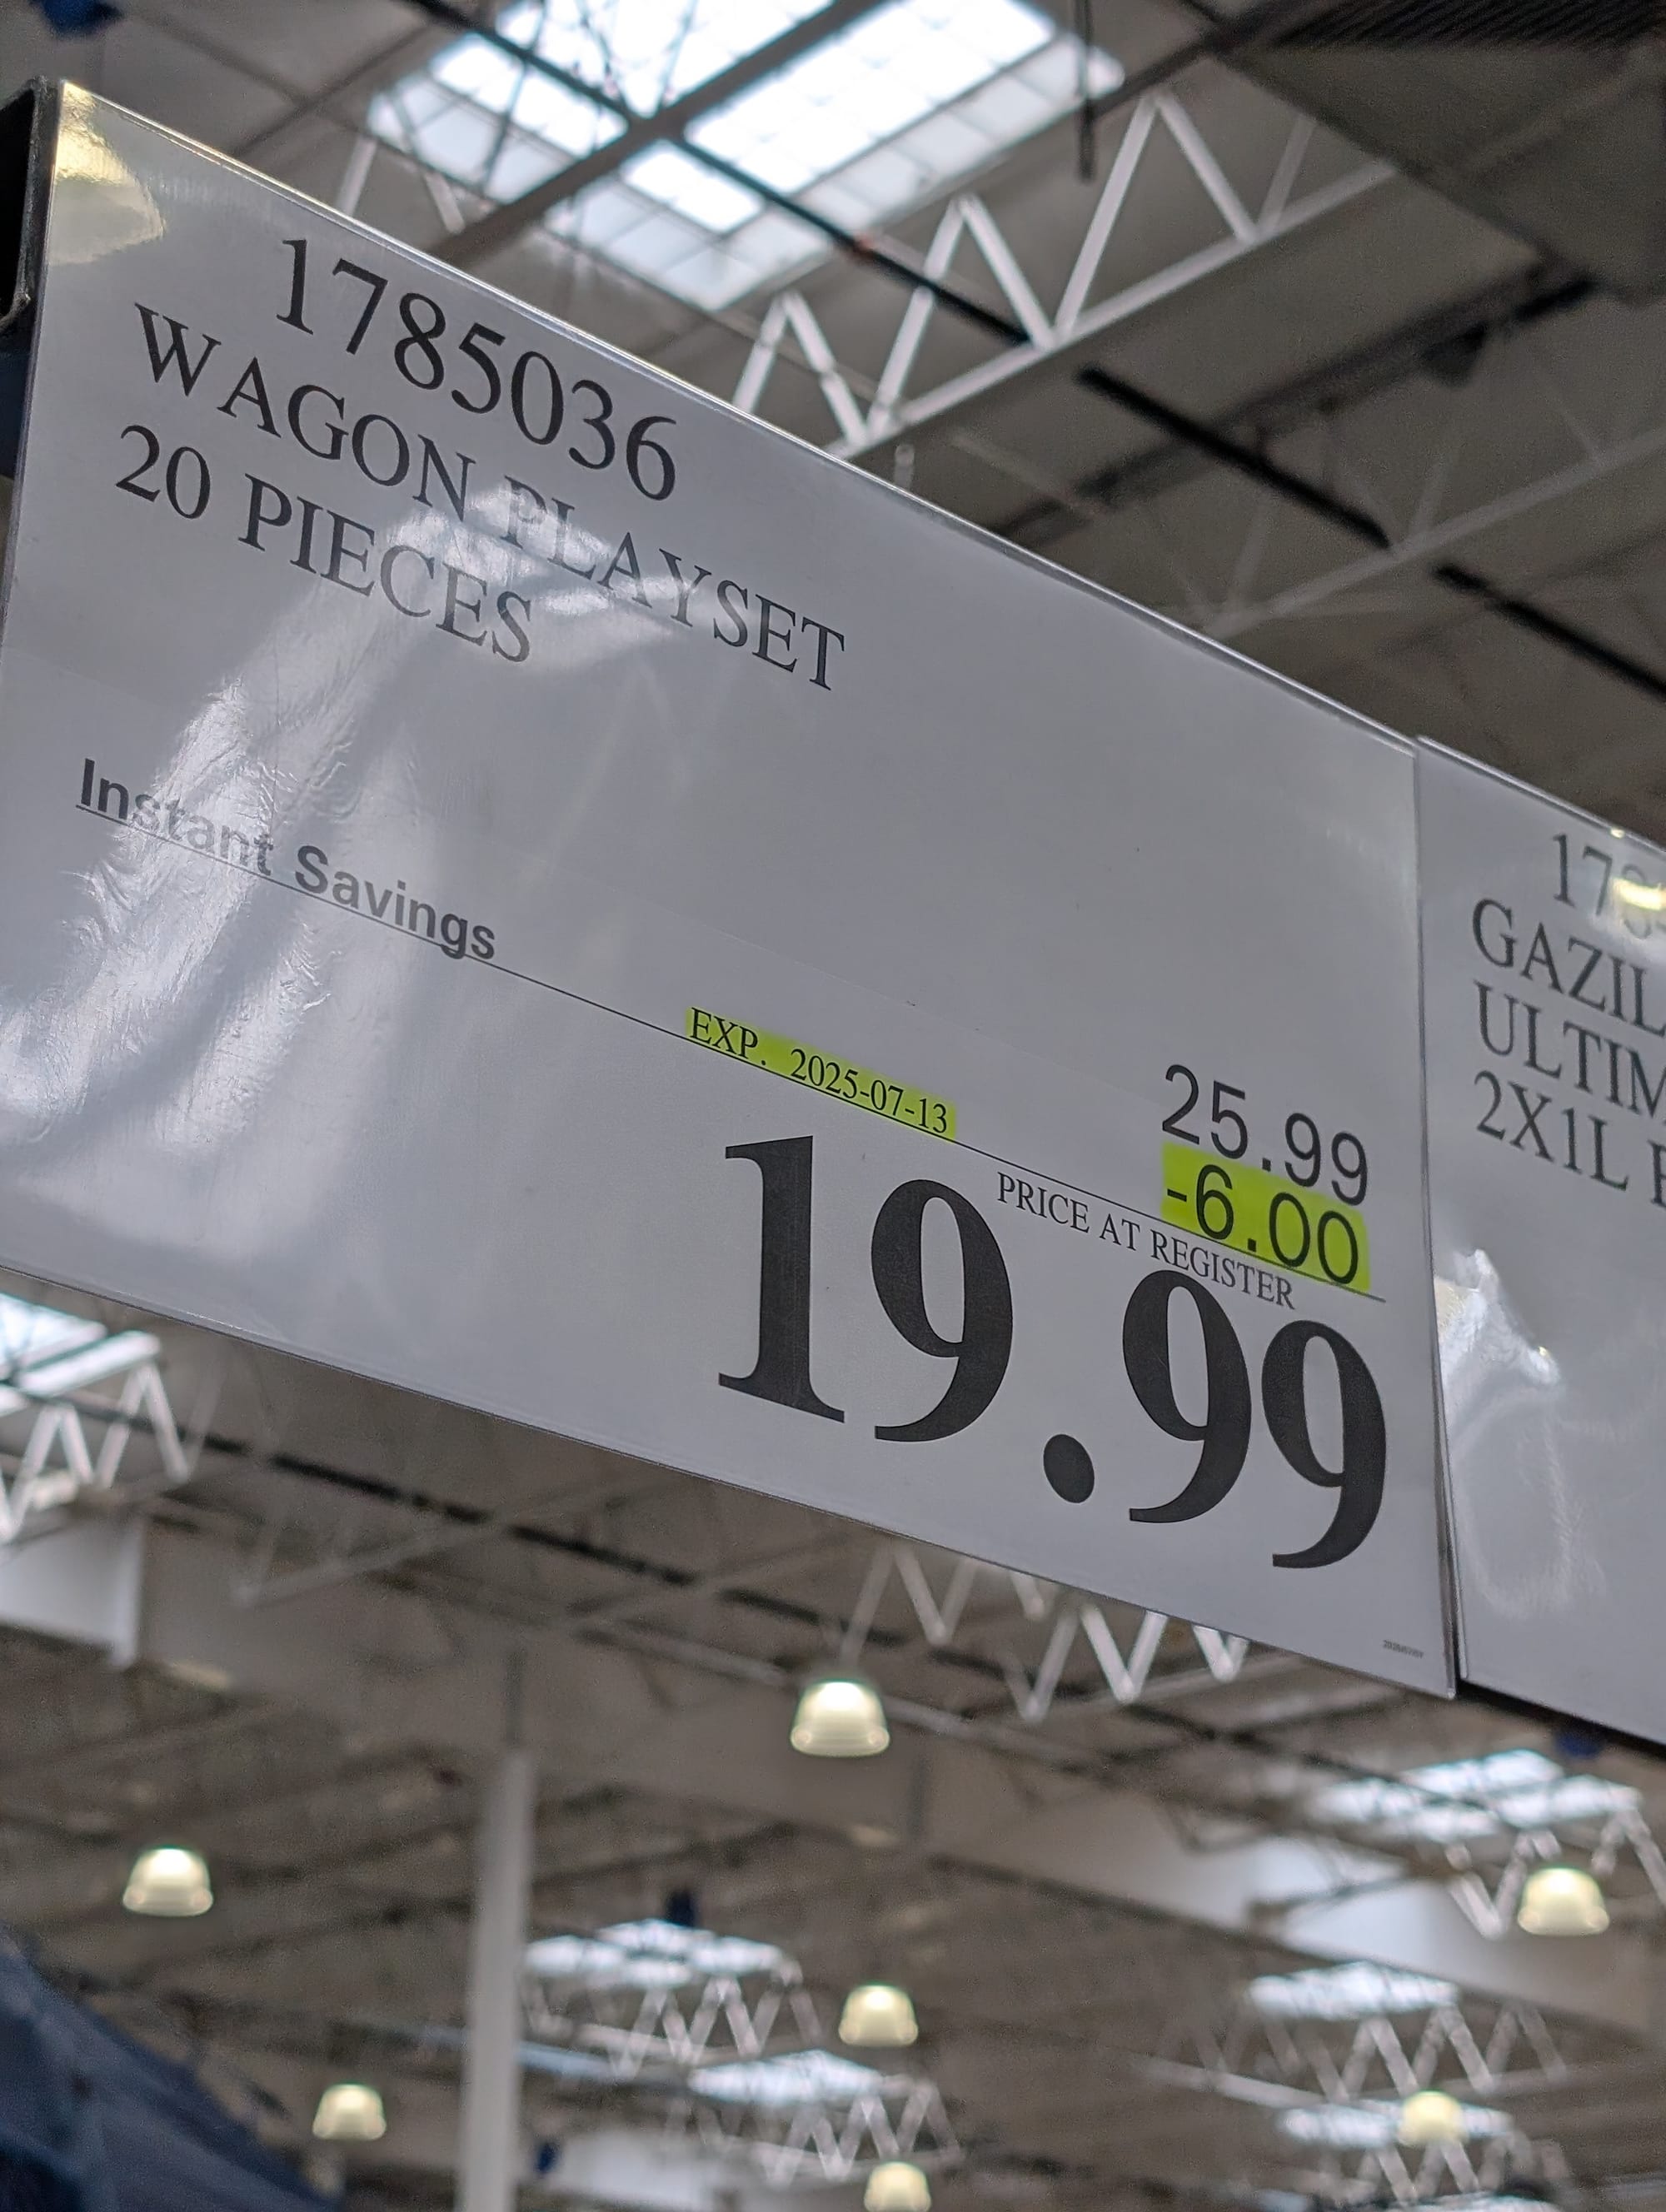 1785036
WAGON PLAYSET
20 PIECES
Instant Savings
25.99
EXP. 2025-07-13
-6.00
PRICE AT REGISTER
19.99
GAZIL
ULTIM
2X1L